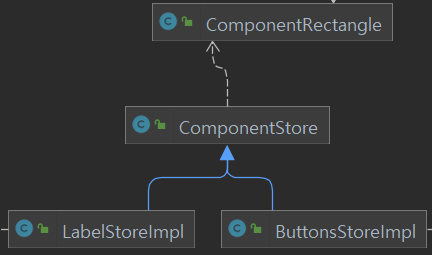 C ComponentRectangle
C ComponentStore
C LabelStoreImpl
C ButtonsStoreImpl